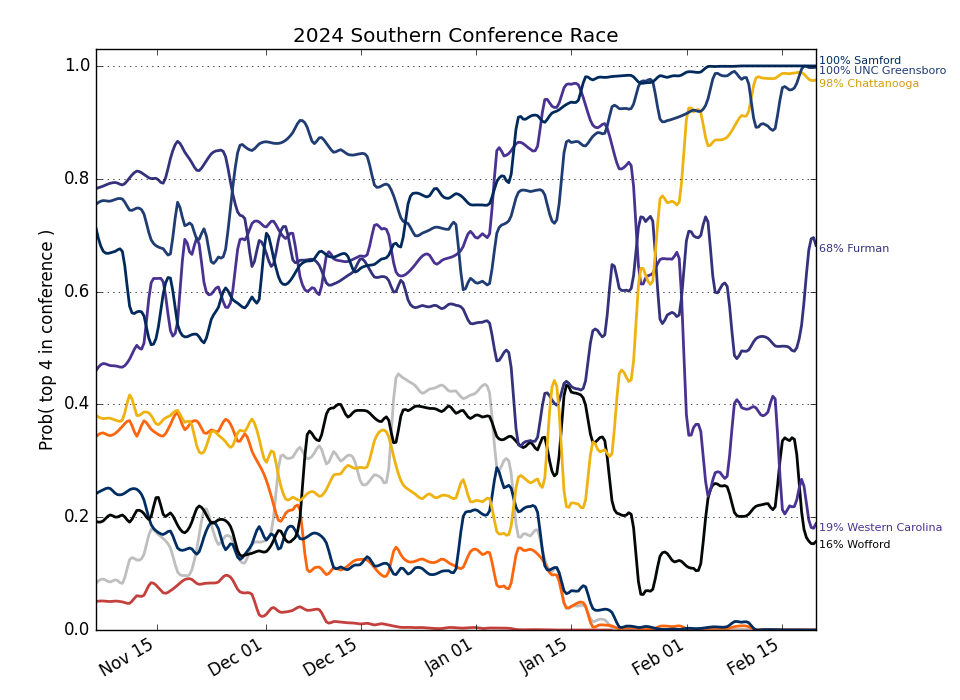 2024 Southern Conference Race
Prob( top 4 in conference )
1.0
0.8
0.6
0.4
0.2
0.0
Nov 15
Dec 01
Dec 15
Jan 01
Jan 15
Feb 01
Feb 15
100% Samford
100% UNC Greensboro
98% Chattanooga
68% Furman
19% Western Carolina
16% Wofford